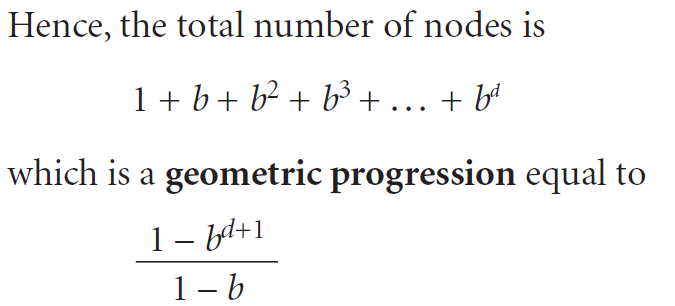 Hence, the total number of nodes is
1 + b + b² + b³ + ... + bᵈ
which is a geometric progression equal to
1 – bᵈ⁺¹
1 – b